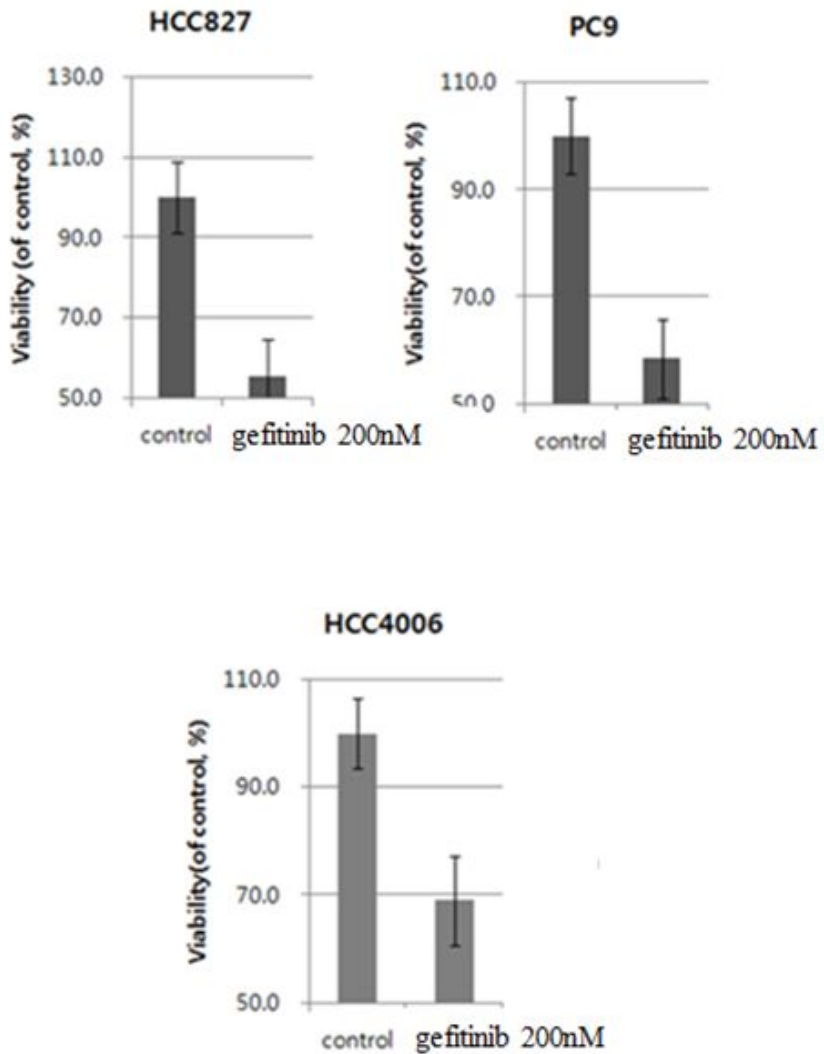 HCC827
Viability (of control, %)
130.0
110.0
90.0
70.0
50.0
control gefitinib 200nM
PC9
Viability(of control, %)
110.0
90.0
70.0
50.0
control gefitinib 200nM
HCC4006
Viability(of control, %)
110.0
90.0
70.0
50.0
control gefitinib 200nM